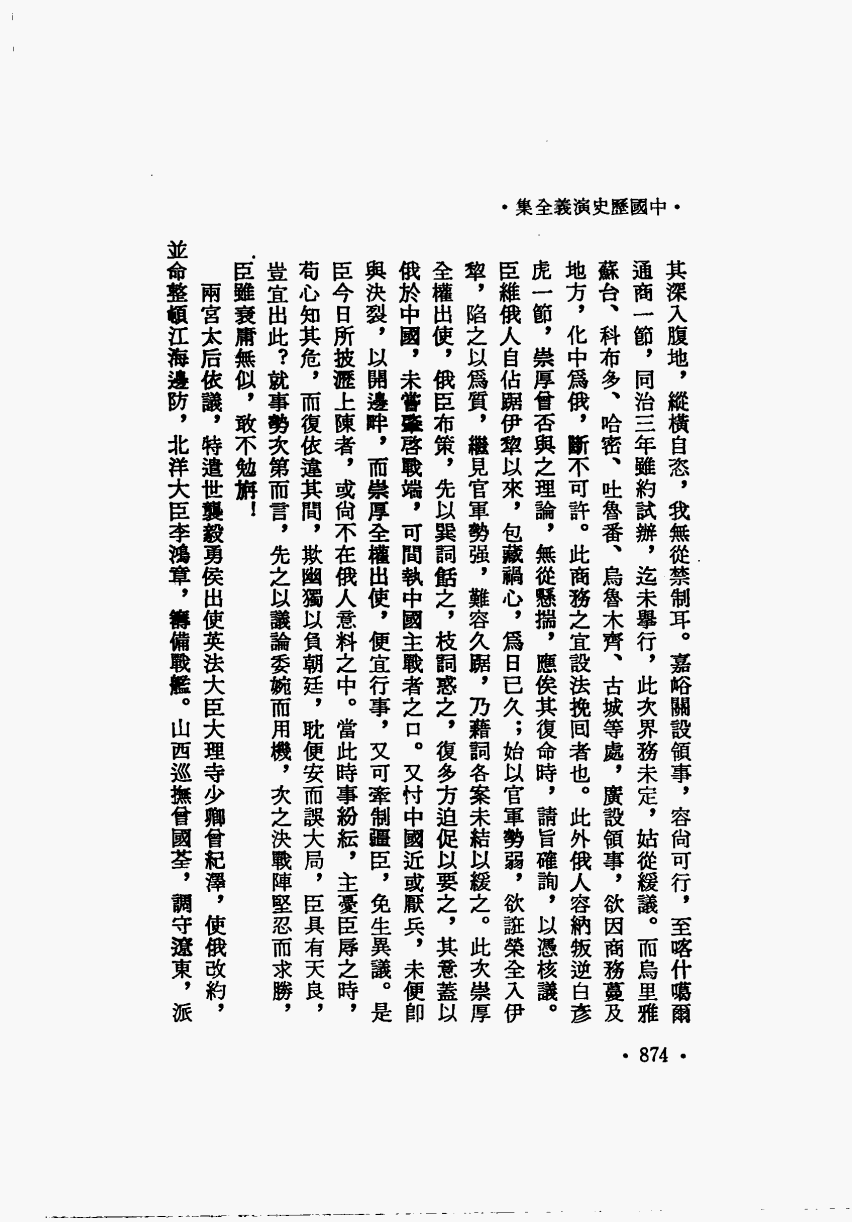 ·中國歷史演義全集·
其深入腹地，縱橫自恣，我無從禁制耳。嘉峪關設領事，容尚可行，至喀什噶爾
通商一節，同治三年雖約試辦，迄未舉行，此次界務未定，姑從緩議。而烏里雅
蘇台、科布多、哈密、吐魯番、烏魯木齊、古城等處，廣設領事，欲因商務蔓及
地方，化中爲俄，斷不可許。此商務之宜設法挽囘者也。此外俄人容納叛逆白彥
虎一節，崇厚曾否與之理論，無從懸揣，應俟其復命時，請旨確詢，以憑核議。
臣維俄人自佔踞伊犂以來，包藏禍心，爲日已久；始以官軍勢弱，欲誑榮全入伊
犂，陷之以爲質，繼見官軍勢强，難容久踞，乃藉詞各案未結以緩之。此次崇厚
全權出使，俄臣布策，先以巽詞餂之，枝詞惑之，復多方迫促以要之，其意蓋以
俄於中國，未嘗肇啓戰端，可間執中國主戰者之口。又忖中國近或厭兵，未便卽
與決裂，以開邊畔，而崇厚全權出使，便宜行事，又可牽制疆臣，免生異議。是
臣今日所披瀝上陳者，或尚不在俄人意料之中。當此時事紛紜，主憂臣辱之時，
苟心知其危，而復依違其間，欺幽獨以負朝廷，耽便安而誤大局，臣具有天良，
豈宜出此？就事勢次第而言，先之以議論委婉而用機，次之決戰陣堅忍而求勝，
臣雖衰庸無似，敢不勉旃！
兩宮太后依議，特遣世襲毅勇侯出使英法大臣大理寺少卿曾紀澤，使俄改約，
並命整頓江海邊防，北洋大臣李鴻章，籌備戰艦。山西巡撫曾國荃，調守遼東，派
·874·